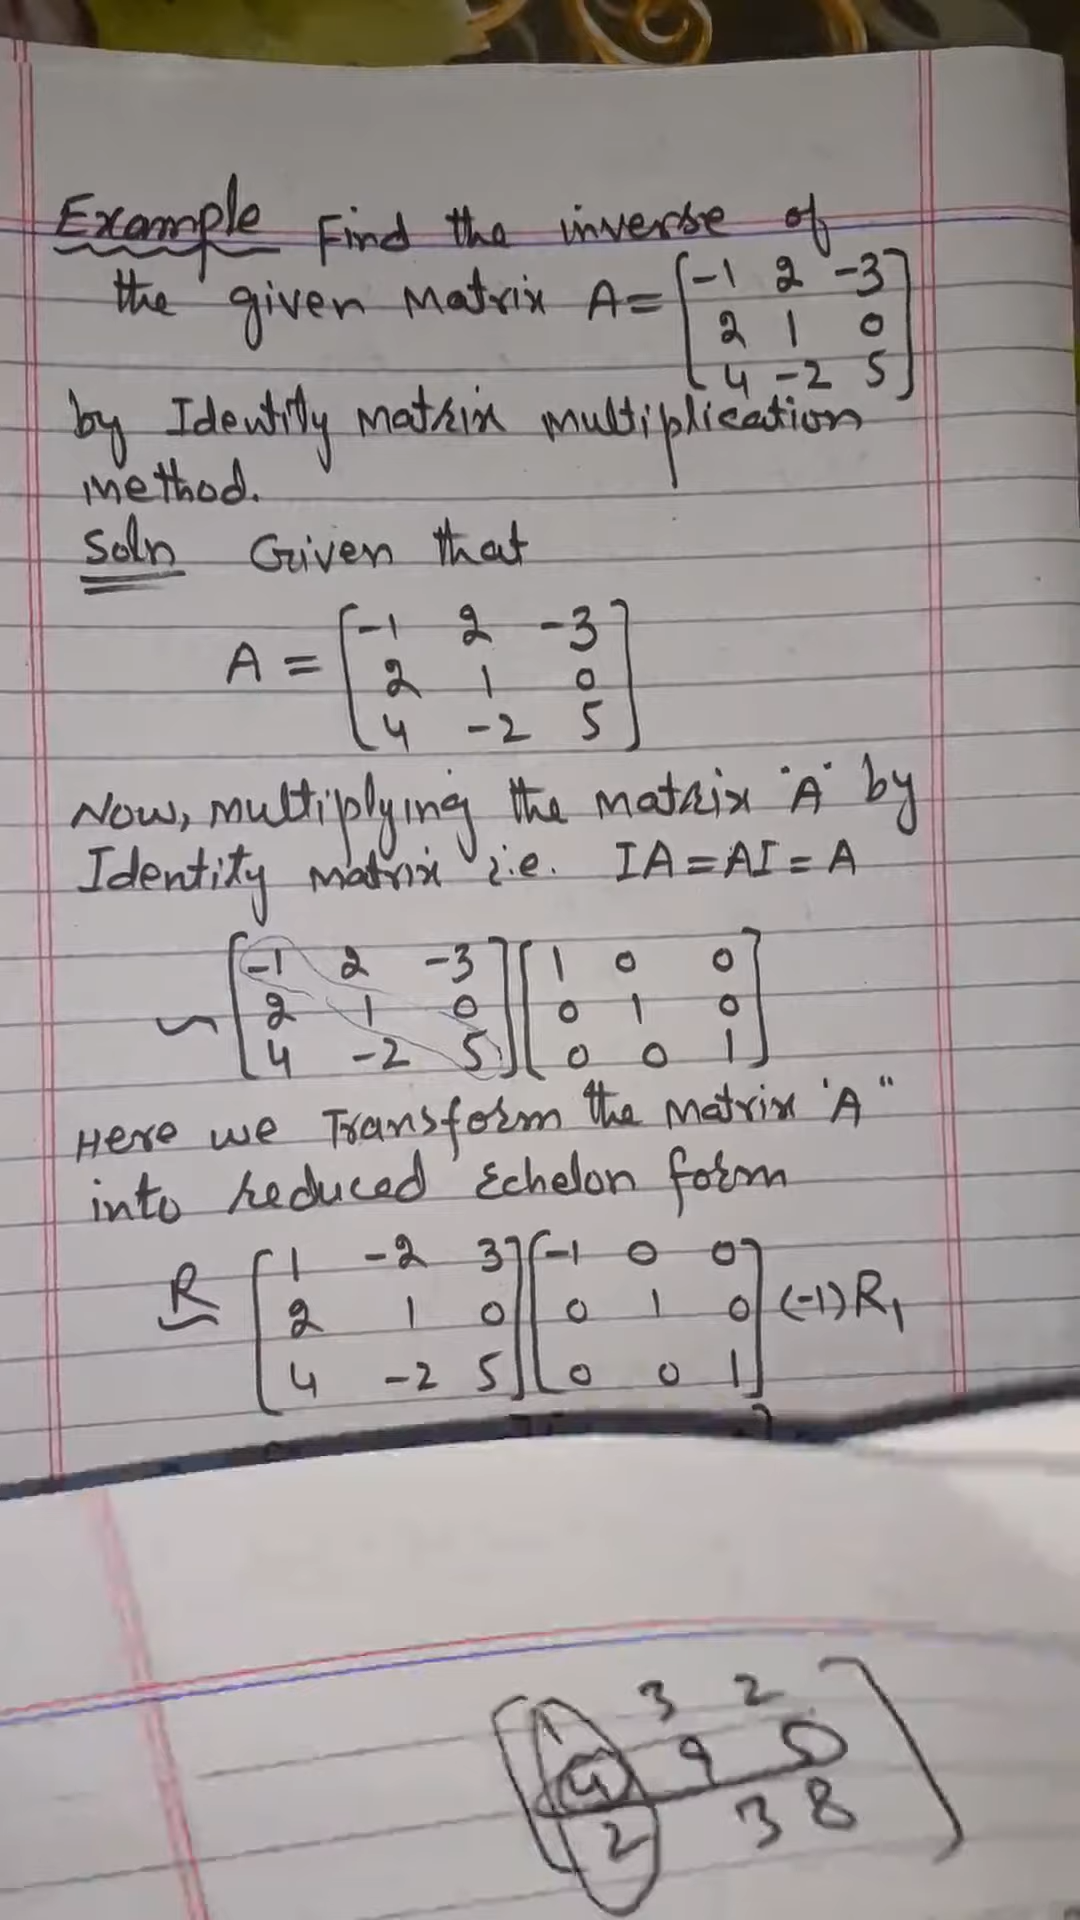 Example Find the inverse of
the given Matrix A = [-1 2 -3
2 1 0
4 -2 5]
by Identity matrix multiplication
method.
Soln Given that
A = [-1 2 -3
2 1 0
4 -2 5]
Now, multiplying the matrix "A" by
Identity matrix i.e. IA = AI = A
~ [-1 2 -3] [1 0 0]
[2 1 0] [0 1 0]
[4 -2 5] [0 0 1]
Here we Transform the matrix "A"
into reduced Echelon form
R ~ [1 -2 3] [-1 0 0]
[2 1 0] [0 1 0] (-1)R₁
[4 -2 5] [0 0 1]
[1 3 2
4 9 5
2 3 8]